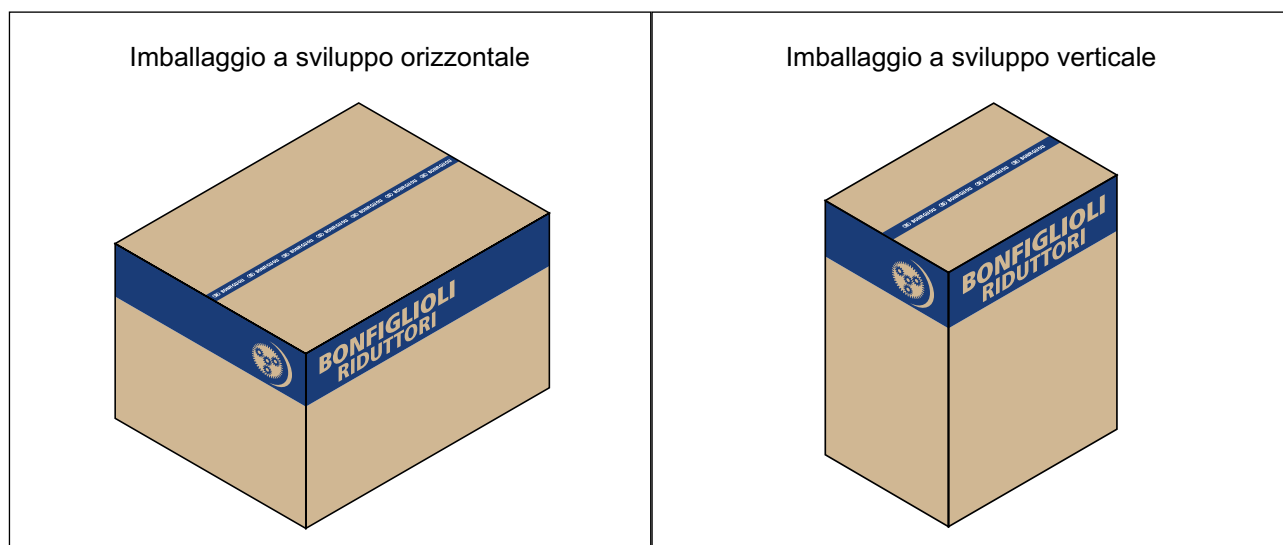 Imballaggio a sviluppo orizzontale
Imballaggio a sviluppo verticale
BONFIGLIOLI
RIDUTTORI
BONFIGLIOLI
RIDUTTORI